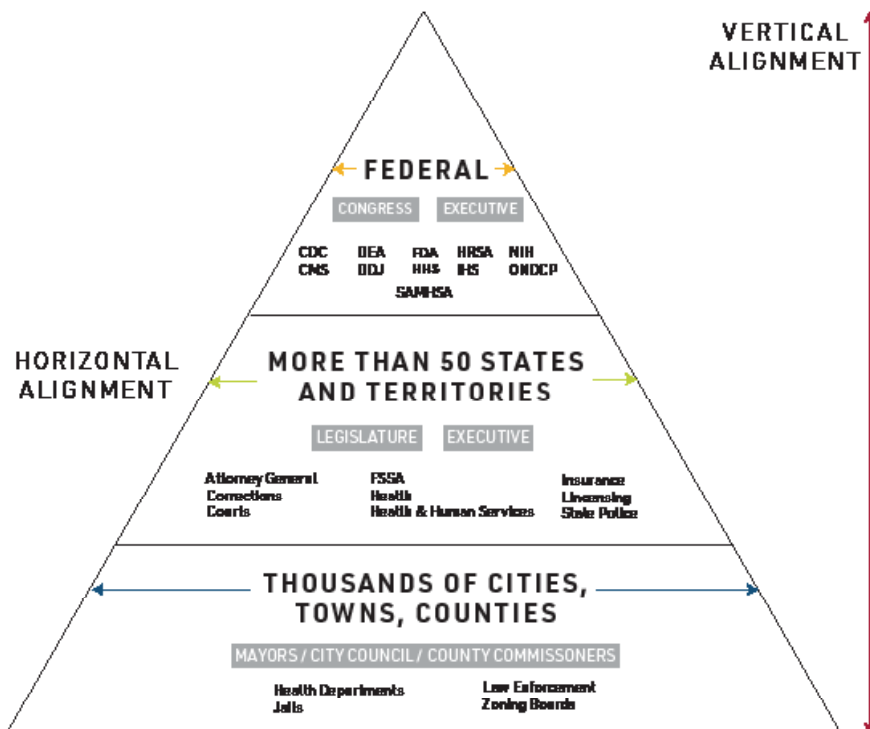 VERTICAL
ALIGNMENT
FEDERAL
CONGRESS EXECUTIVE
CDC DEA FDA HRSA NIH
CMS DOJ HHS IHS ONDCP
SAMHSA
HORIZONTAL
ALIGNMENT
MORE THAN 50 STATES
AND TERRITORIES
LEGISLATURE EXECUTIVE
Attorney General FSSA Insurance
Corrections Health Lincensing
Courts Health & Human Services State Police
THOUSANDS OF CITIES,
TOWNS, COUNTIES
MAYORS / CITY COUNCIL / COUNTY COMMISSONERS
Health Departments Law Enforcement
Jails Zoning Boards